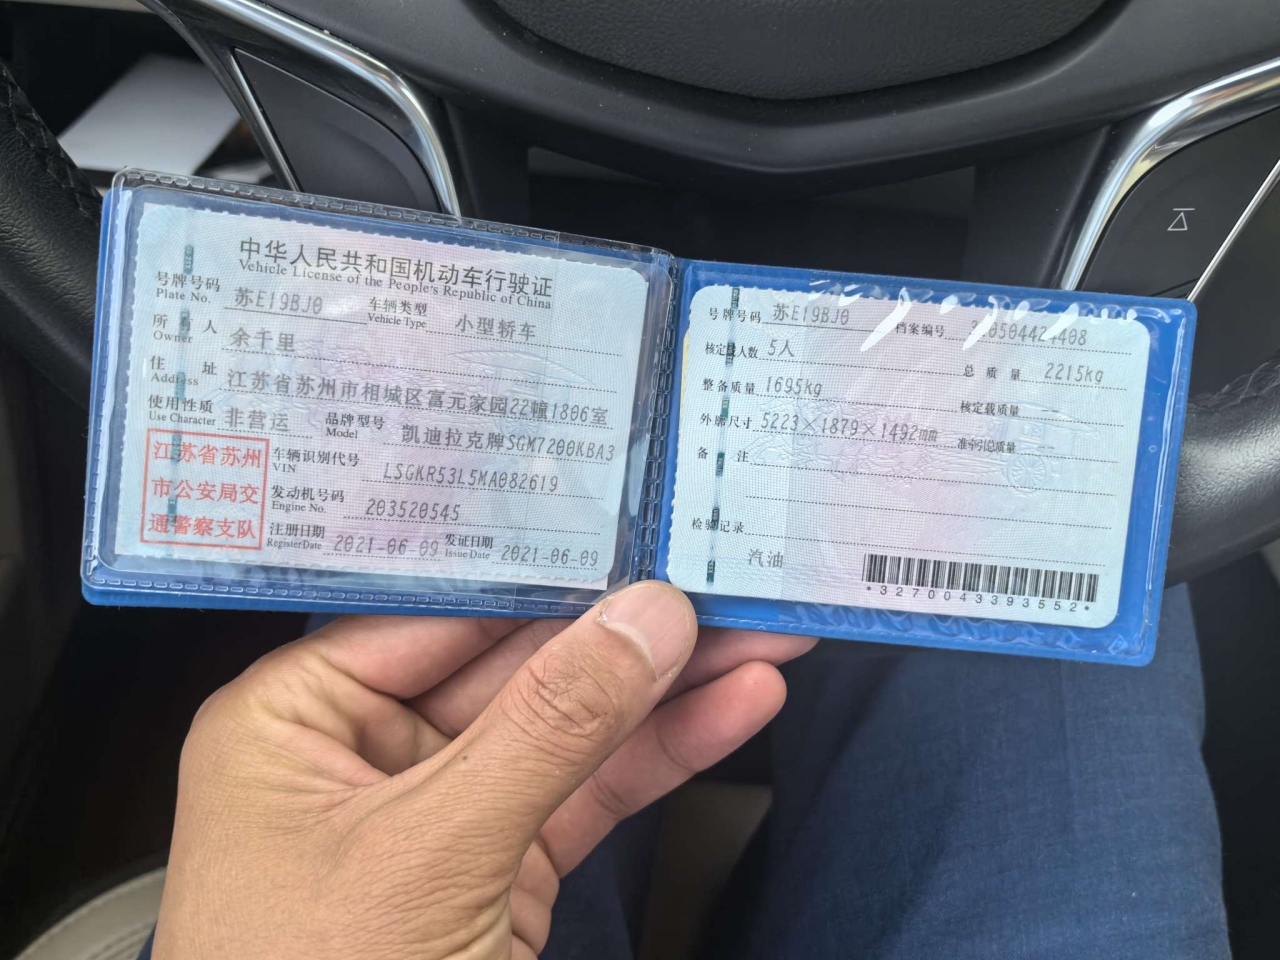 中华人民共和国机动车行驶证
Vehicle License of the People's Republic of China
号牌号码 苏E19BJ0 车辆类型 小型轿车
Plate No. Vehicle Type
所有人 余千里
Owner
住址 江苏省苏州市相城区富元家园22幢1806室
Address
使用性质 非营运 品牌型号 凯迪拉克牌SGM7200KBA3
Use Character Model
江苏省苏州
市公安局交
通警察支队
车辆识别代号 LSGKR53L5MA082619
VIN
发动机号码 203520545
Engine No.
注册日期 2021-06-09 发证日期 2021-06-09
Register Date Issue Date
号牌号码 苏E19BJ0 档案编号
核定载人数 5人 总质量 2215kg
整备质量 1695kg 核定载质量 --
外廓尺寸 5223×1879×1492mm 准牵引总质量 --
备注
检验记录
汽油
*3270043393552*